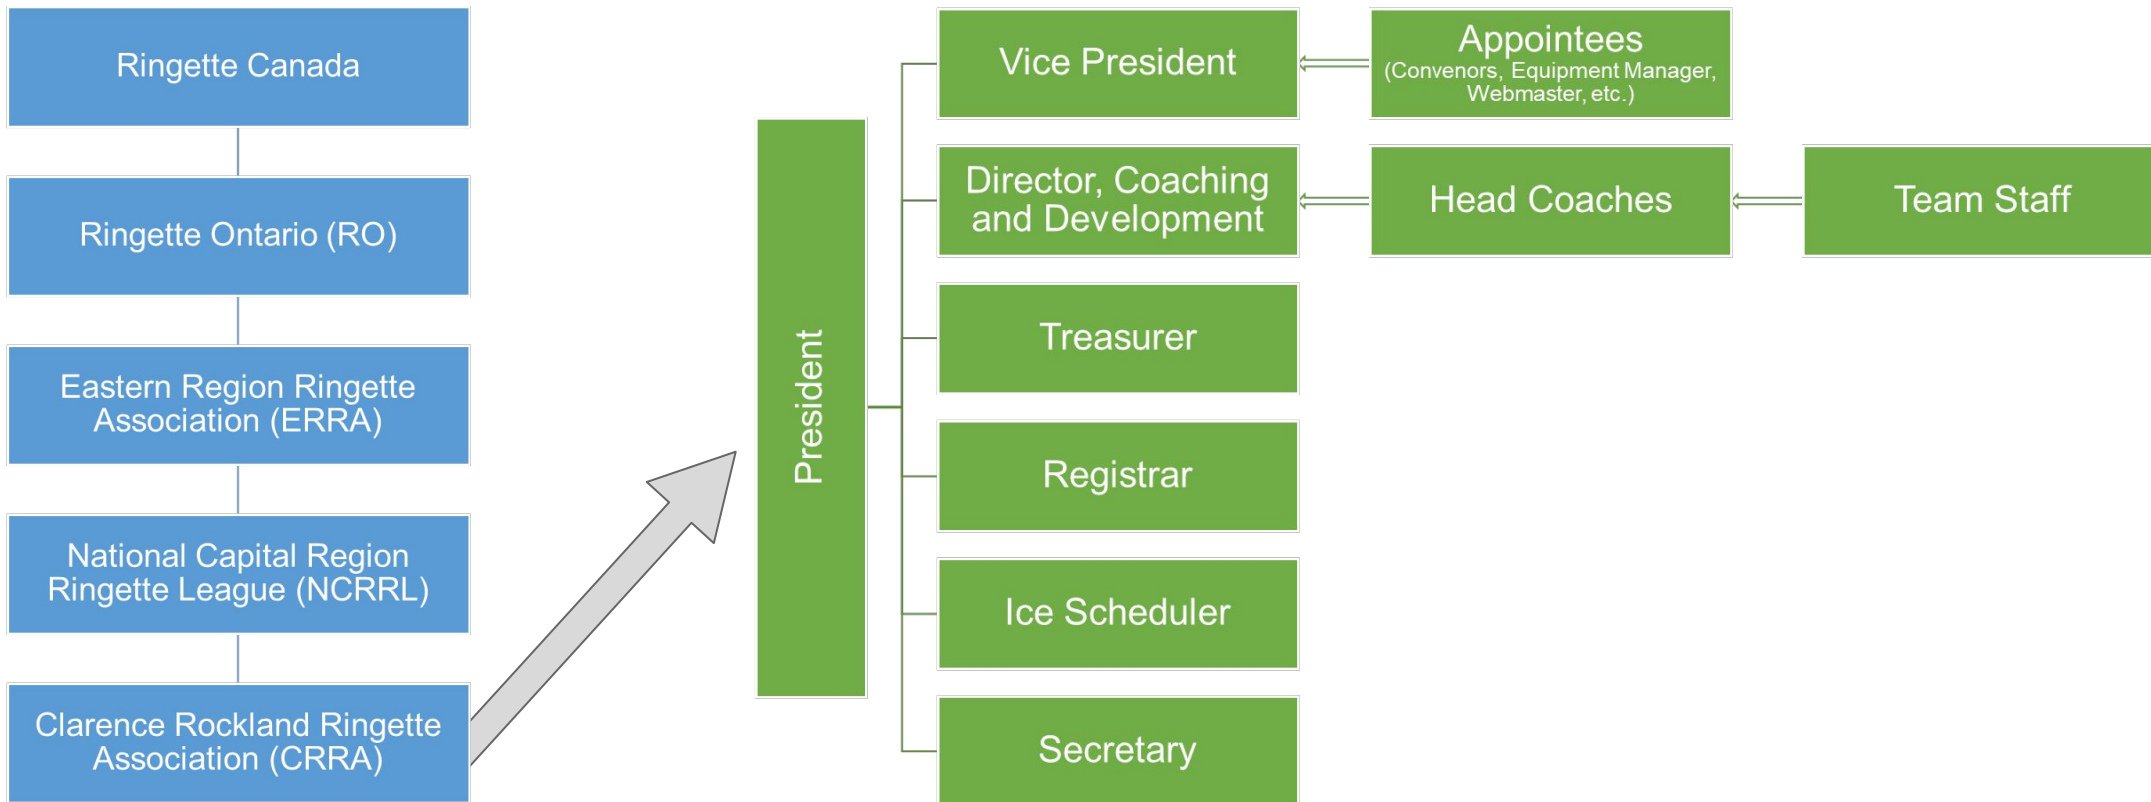 Ringette Canada
Ringette Ontario (RO)
Eastern Region Ringette
Association (ERRA)
National Capital Region
Ringette League (NCRRL)
Clarence Rockland Ringette
Association (CRRA)
President
Vice President
Appointees
(Convenors, Equipment Manager,
Webmaster, etc.)
Director, Coaching
and Development
Head Coaches
Team Staff
Treasurer
Registrar
Ice Scheduler
Secretary